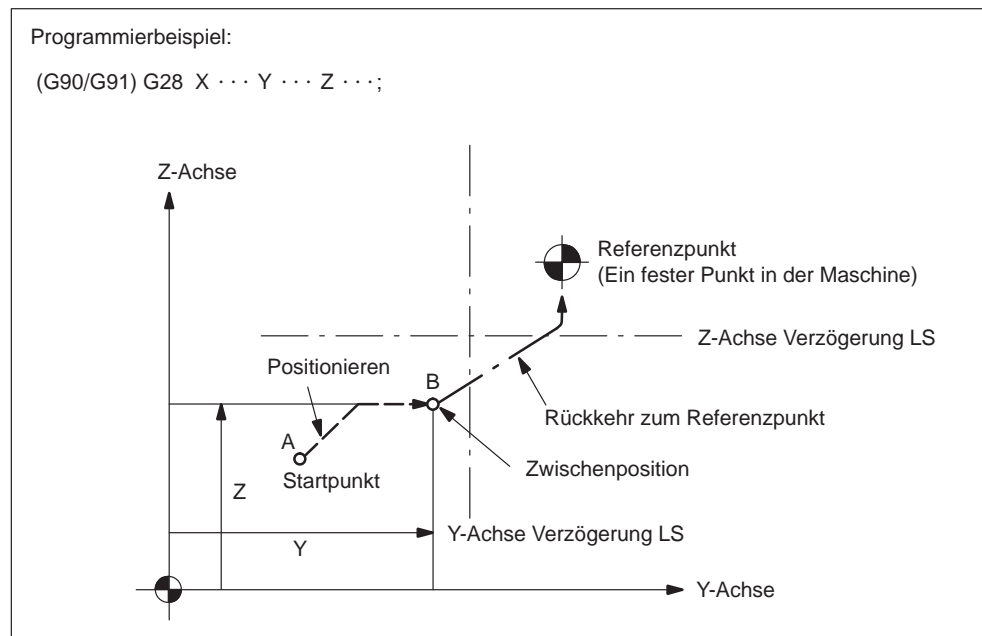 Programmierbeispiel:
(G90/G91) G28 X ··· Y ··· Z ···;
Z-Achse
Referenzpunkt
(Ein fester Punkt in der Maschine)
Z-Achse Verzögerung LS
Positionieren
B
Rückkehr zum Referenzpunkt
A
Zwischenposition
Startpunkt
Z
Y-Achse Verzögerung LS
Y
Y-Achse